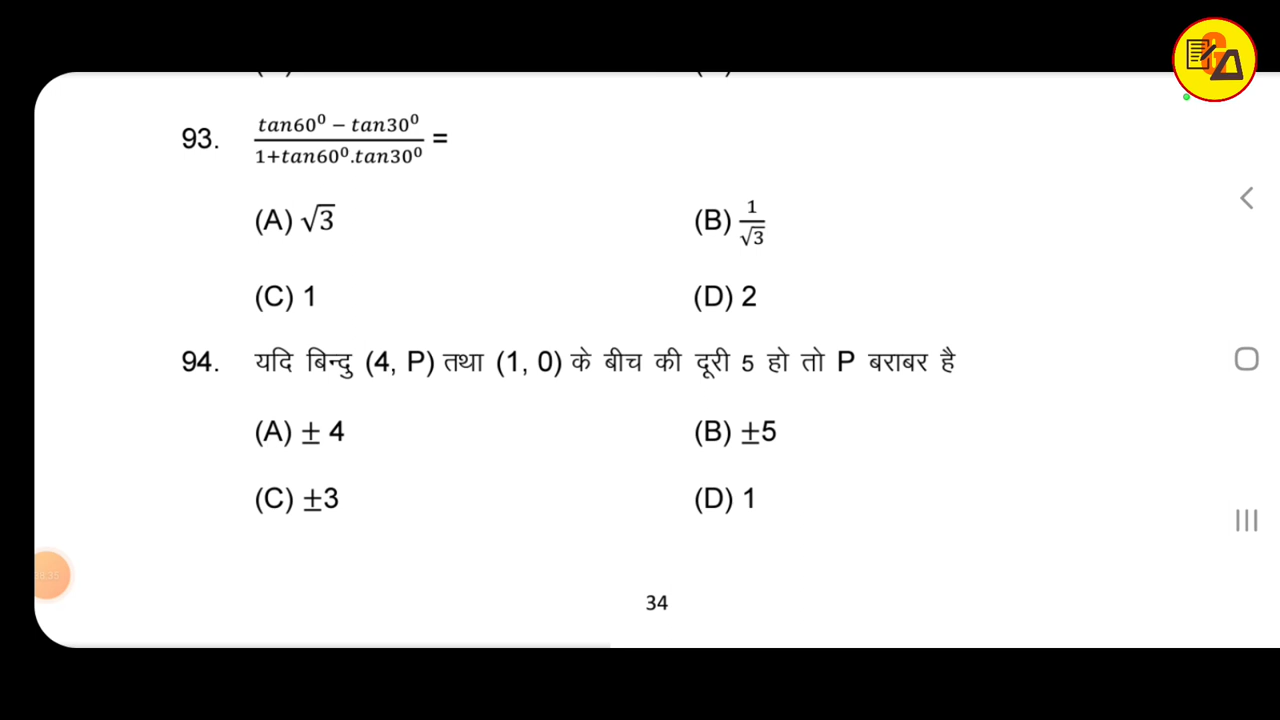 93. tan60⁰ – tan30⁰ / 1+tan60⁰.tan30⁰ =
(A) √3 (B) 1/√3
(C) 1 (D) 2
94. यदि बिन्दु (4, P) तथा (1, 0) के बीच की दूरी 5 हो तो P बराबर है
(A) ± 4 (B) ±5
(C) ±3 (D) 1
34